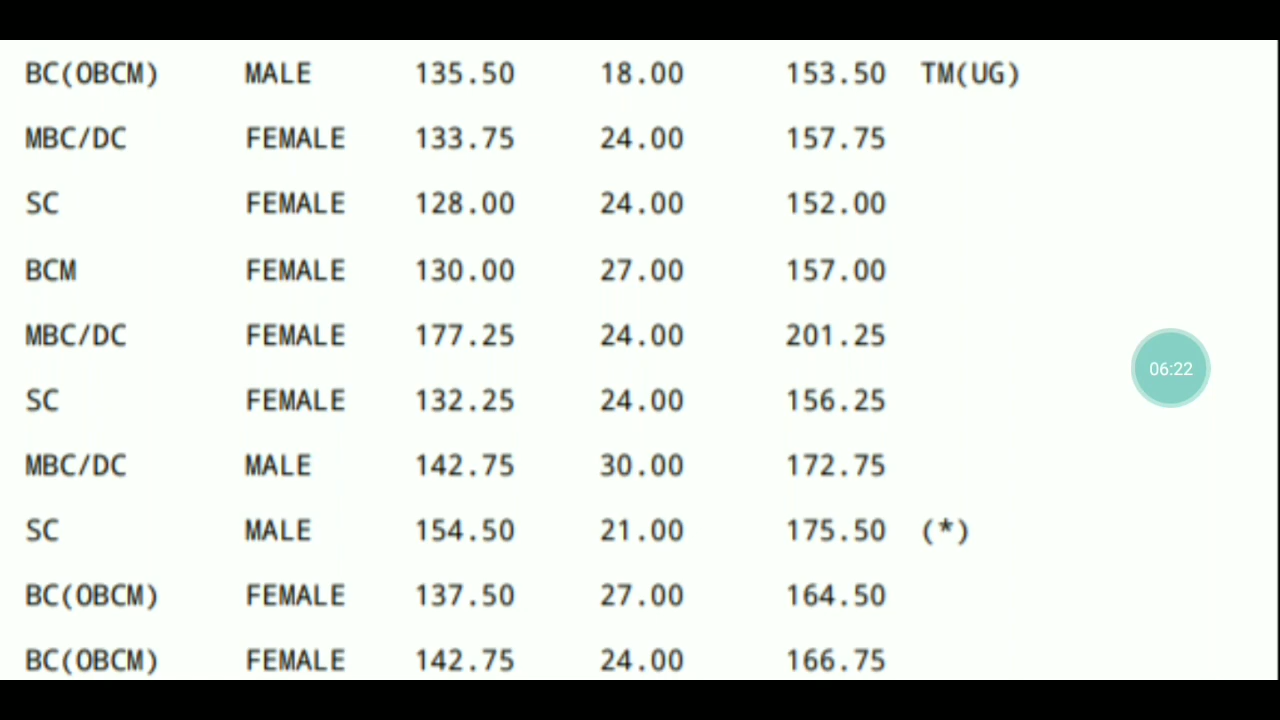 BC(OBCM) MALE 135.50 18.00 153.50 TM(UG)
MBC/DC FEMALE 133.75 24.00 157.75
SC FEMALE 128.00 24.00 152.00
BCM FEMALE 130.00 27.00 157.00
MBC/DC FEMALE 177.25 24.00 201.25
06:22
SC FEMALE 132.25 24.00 156.25
MBC/DC MALE 142.75 30.00 172.75
SC MALE 154.50 21.00 175.50 (*)
BC(OBCM) FEMALE 137.50 27.00 164.50
BC(OBCM) FEMALE 142.75 24.00 166.75